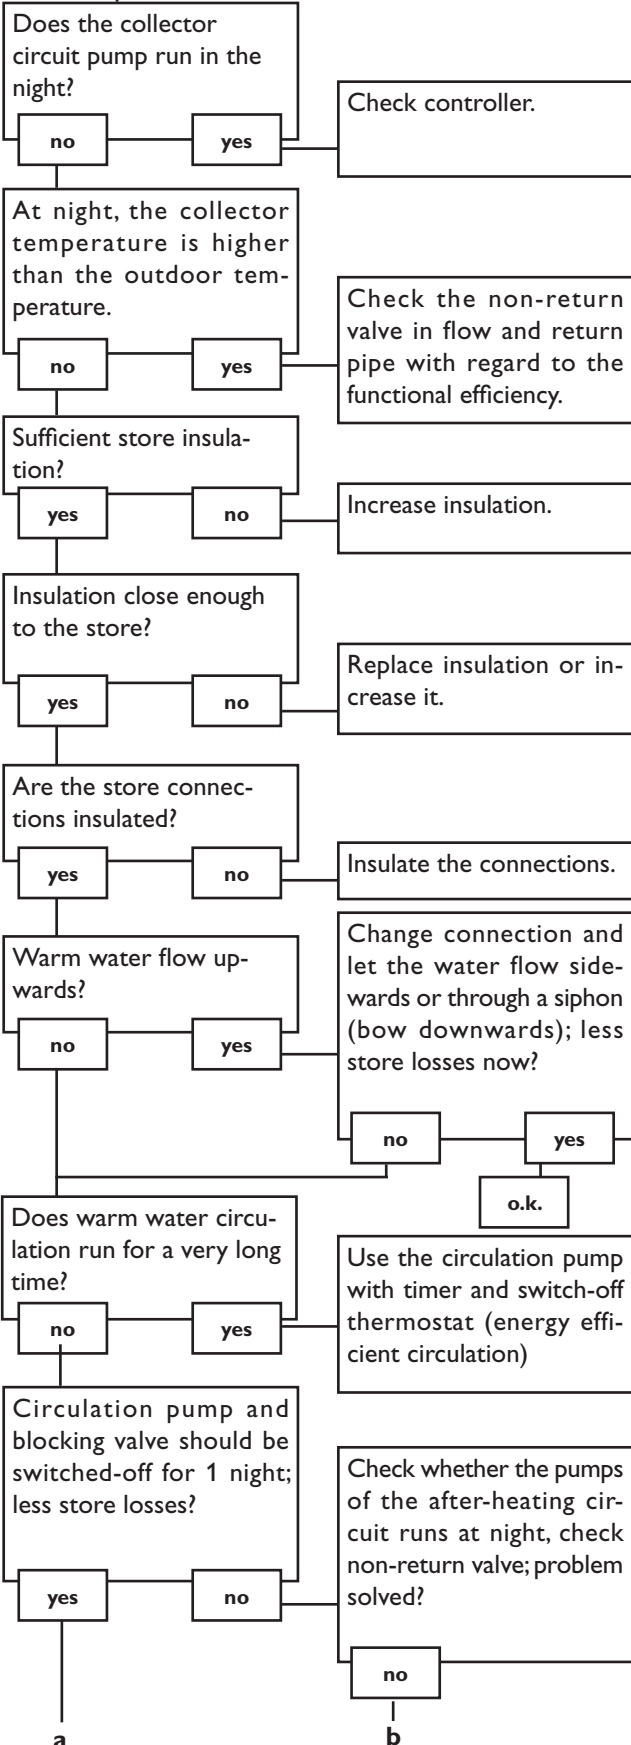 Does the collector
circuit pump run in the
night?
no
yes
Check controller.
At night, the collector
temperature is higher
than the outdoor tem-
perature.
no
yes
Check the non-return
valve in flow and return
pipe with regard to the
functional efficiency.
Sufficient store insula-
tion?
yes
no
Increase insulation.
Insulation close enough
to the store?
yes
no
Replace insulation or in-
crease it.
Are the store connec-
tions insulated?
yes
no
Insulate the connections.
Warm water flow up-
wards?
no
yes
Change connection and
let the water flow side-
wards or through a siphon
(bow downwards); less
store losses now?
no
yes
o.k.
Does warm water circu-
lation run for a very long
time?
no
yes
Use the circulation pump
with timer and switch-off
thermostat (energy effi-
cient circulation)
Circulation pump and
blocking valve should be
switched-off for 1 night;
less store losses?
yes
no
Check whether the pumps
of the after-heating cir-
cuit runs at night, check
non-return valve; problem
solved?
no
a
b